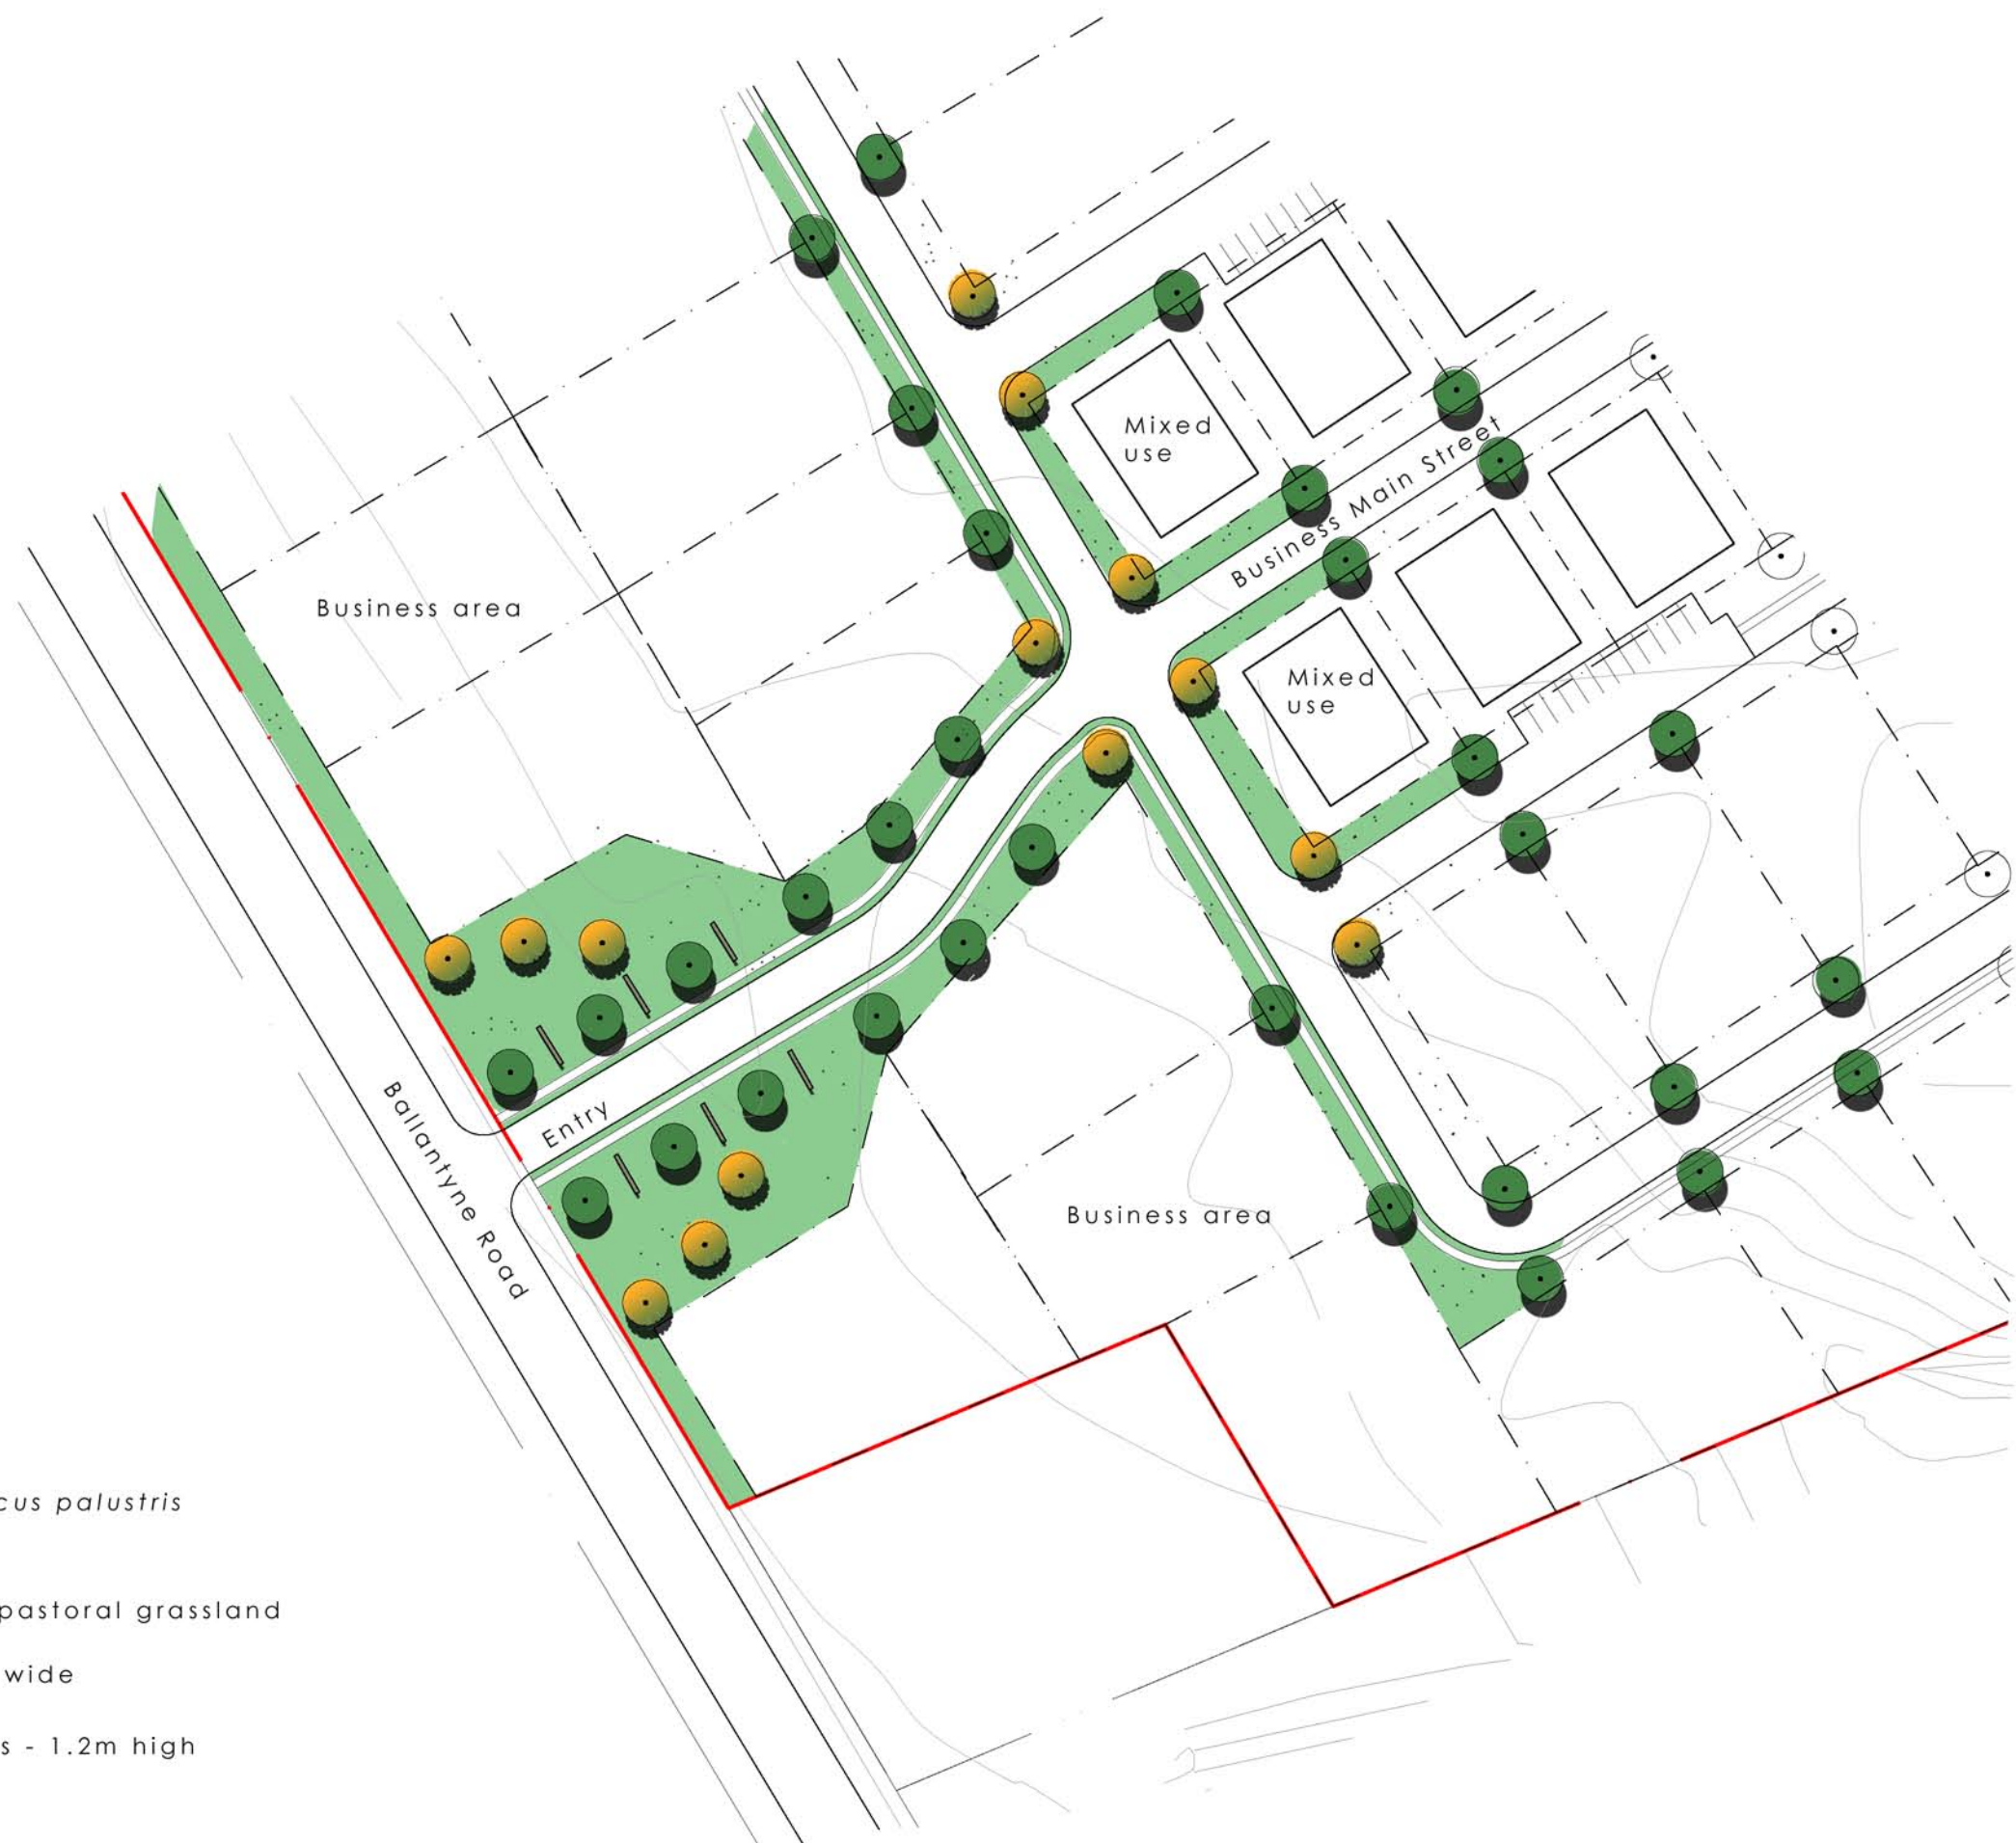 Mixed
use
Business Main Street
Business area
Mixed
use
Entry
Ballantyne Road
Business area
palustris
pastoral grassland
wide
- 1.2m high